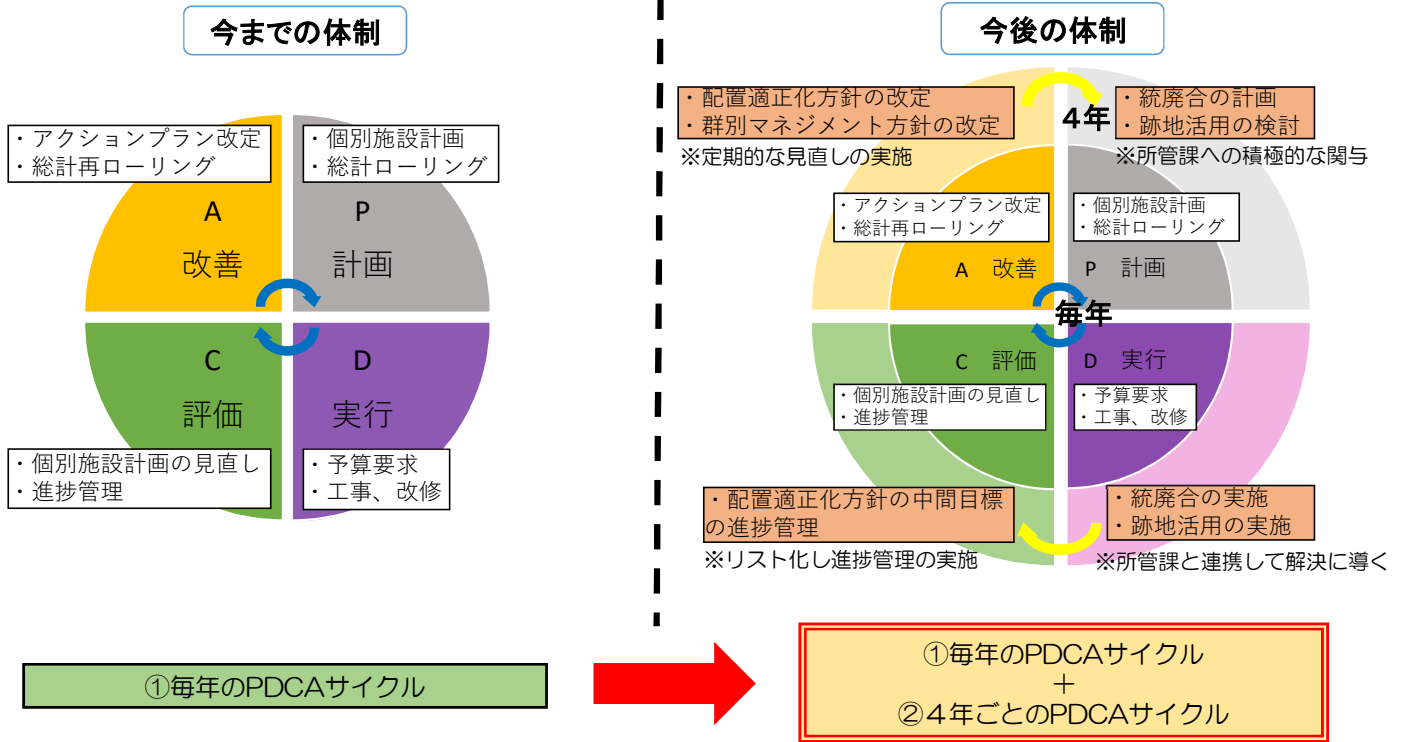 今までの体制
・アクションプラン改定
・総計再ローリング
・個別施設計画
・総計ローリング
A
改善
P
計画
C
評価
D
実行
・個別施設計画の見直し
・進捗管理
・予算要求
・工事、改修
①毎年のPDCAサイクル
今後の体制
・配置適正化方針の改定
・群別マネジメント方針の改定
※定期的な見直しの実施
4年
・統廃合の計画
・跡地活用の検討
※所管課への積極的な関与
・アクションプラン改定
・総計再ローリング
・個別施設計画
・総計ローリング
A 改善
P 計画
毎年
C 評価
D 実行
・個別施設計画の見直し
・進捗管理
・予算要求
・工事、改修
・配置適正化方針の中間目標
の進捗管理
※リスト化し進捗管理の実施
・統廃合の実施
・跡地活用の実施
※所管課と連携して解決に導く
①毎年のPDCAサイクル
+
②4年ごとのPDCAサイクル